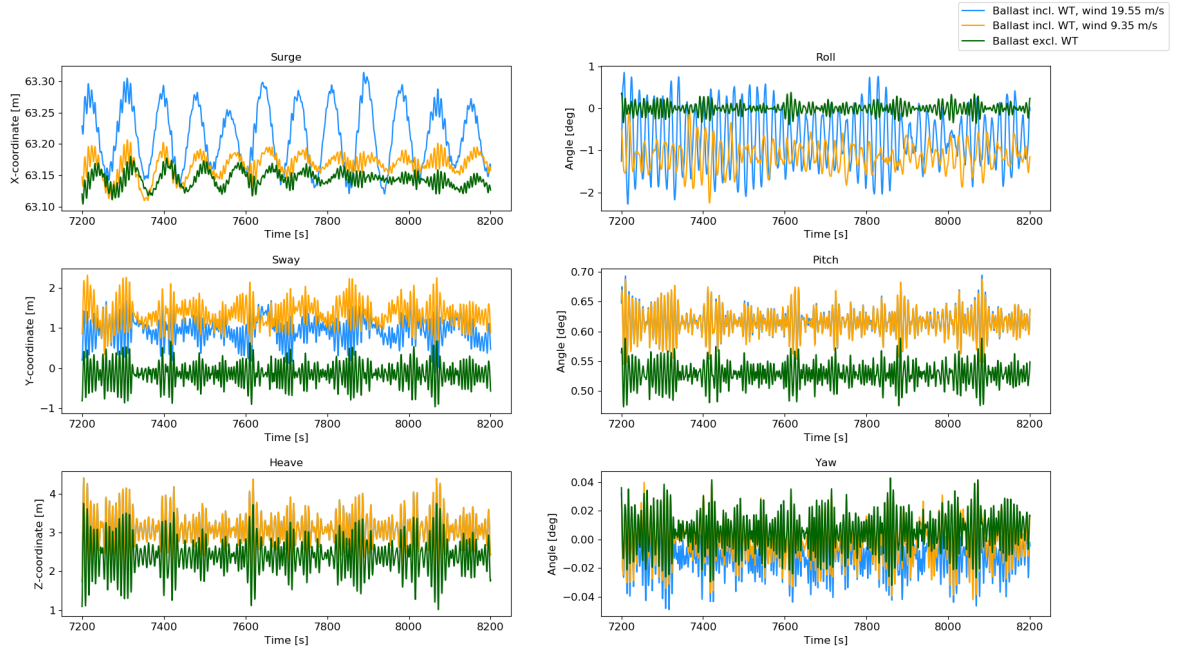 Ballast incl. WT, wind 19.55 m/s
Ballast incl. WT, wind 9.35 m/s
Ballast excl. WT
Surge
X-coordinate [m]
63.30
63.25
63.20
63.15
63.10
7200 7400 7600 7800 8000 8200
Time [s]
Roll
Angle [deg]
1
0
−1
−2
7200 7400 7600 7800 8000 8200
Time [s]
Sway
Y-coordinate [m]
2
1
0
−1
7200 7400 7600 7800 8000 8200
Time [s]
Pitch
Angle [deg]
0.70
0.65
0.60
0.55
0.50
7200 7400 7600 7800 8000 8200
Time [s]
Heave
Z-coordinate [m]
4
3
2
1
7200 7400 7600 7800 8000 8200
Time [s]
Yaw
Angle [deg]
0.04
0.02
0.00
−0.02
−0.04
7200 7400 7600 7800 8000 8200
Time [s]